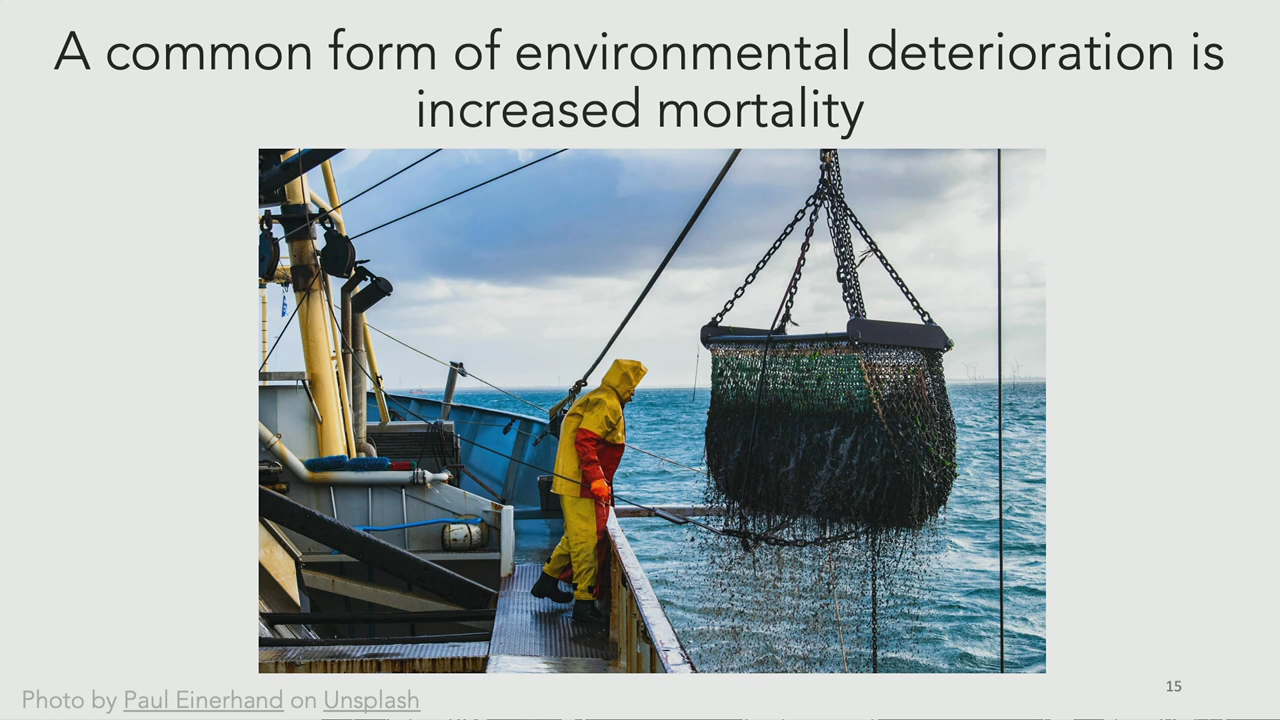 A common form of environmental deterioration is
increased mortality
Photo by Paul Einerhand on Unsplash
15